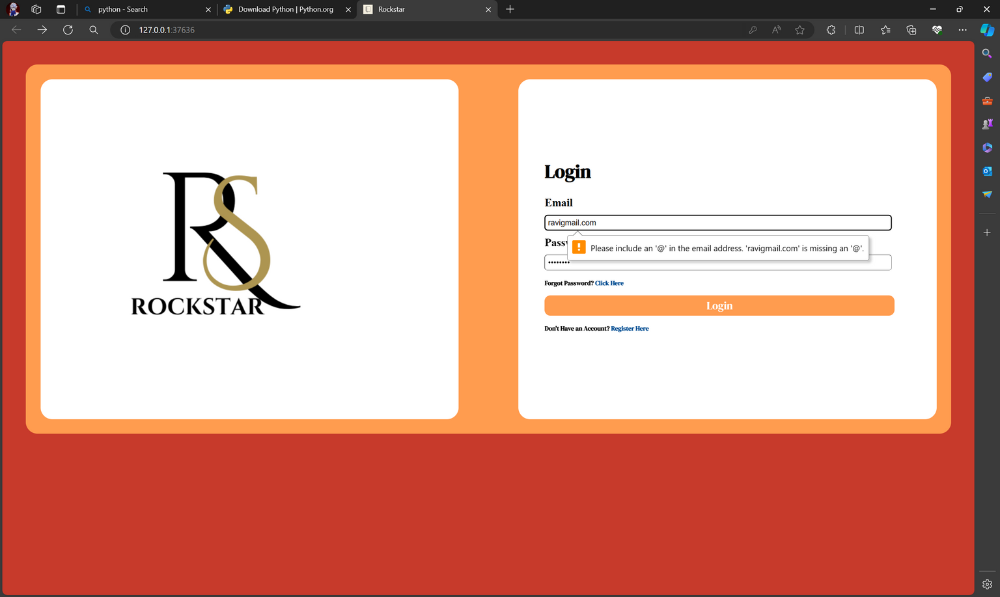 python - Search
Download Python | Python.org
Rockstar
127.0.0.1:37636
RS
ROCKSTAR
Login
Email
ravigmail.com
Please include an '@' in the email address. 'ravigmail.com' is missing an '@'.
Passw
••••••••
Forgot Password? Click Here
Login
Don't Have an Account? Register Here